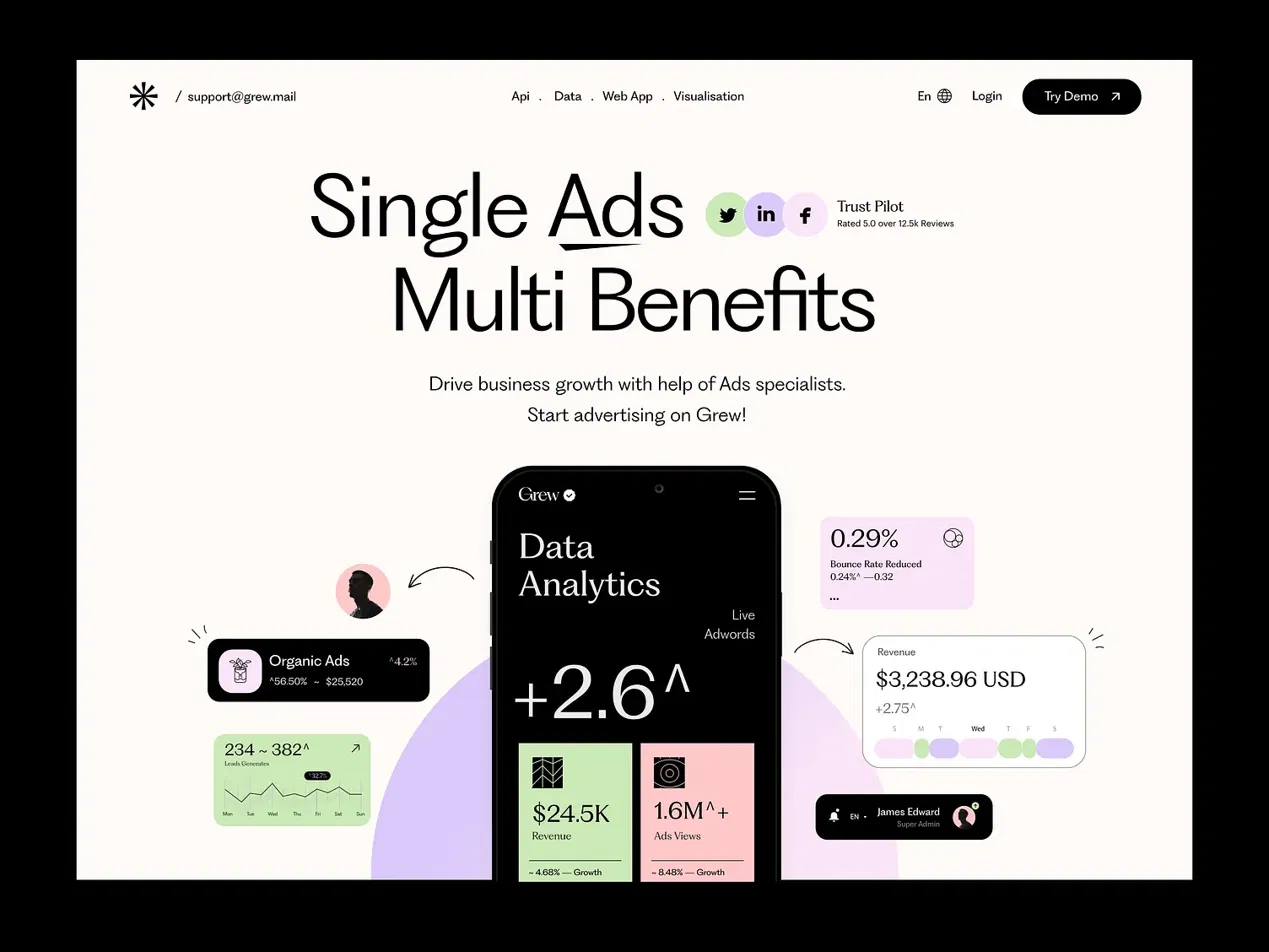 / support@grew.mail
Api . Data . Web App . Visualisation
En
Login
Try Demo
Single Ads
in
f
Trust Pilot
Rated 5.0 over 12.5k Reviews
Multi Benefits
Drive business growth with help of Ads specialists.
Start advertising on Grew!
Grew
Data
Analytics
Live
Adwords
+2.6^
$24.5K
Revenue
~ 4.68% — Growth
1.6M^+
Ads Views
~ 8.48% — Growth
Organic Ads
^4.2%
^56.50% ~ $25,520
234 ~ 382^
Leads Generates
^32.7%
Mon Tue Wed Thu Fri Sat Sun
0.29%
Bounce Rate Reduced
0.24%^ —0.32
...
Revenue
$3,238.96 USD
+2.75^
S M T Wed T F S
EN
James Edward
Super Admin